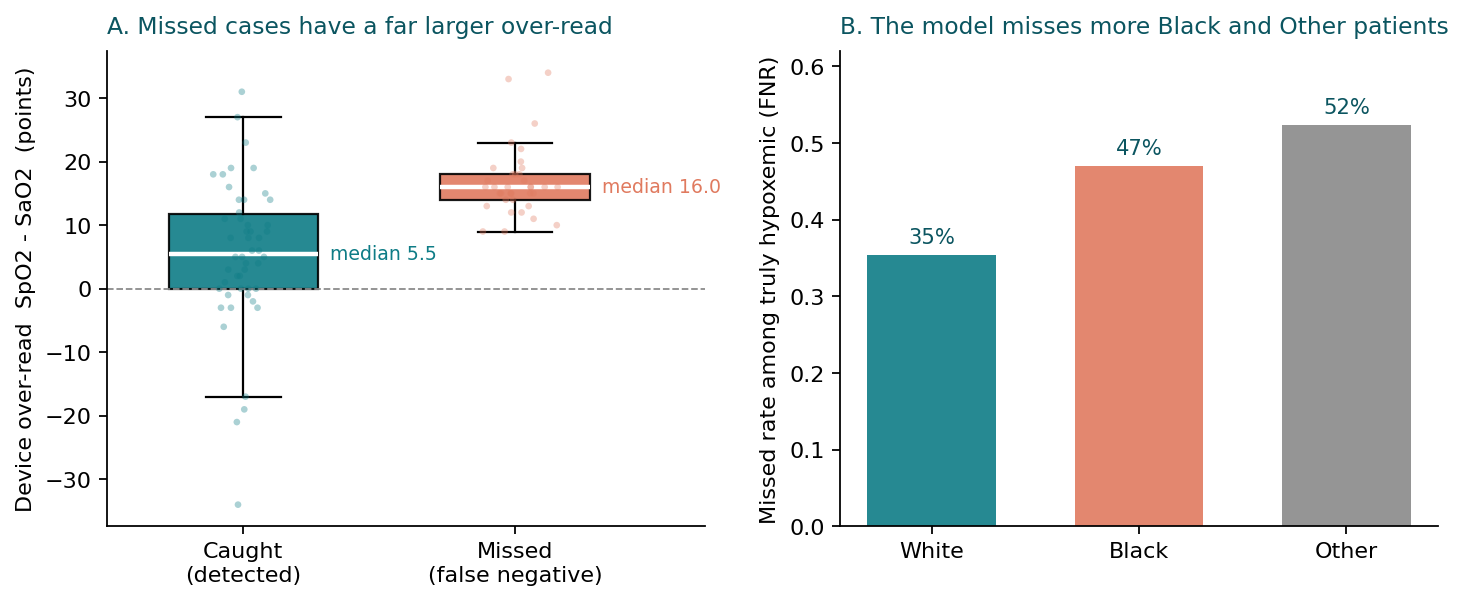 A. Missed cases have a far larger over-read
Device over-read  SpO2 - SaO2  (points)
30
20
10
0
−10
−20
−30
median 5.5
median 16.0
Caught
(detected)
Missed
(false negative)
B. The model misses more Black and Other patients
Missed rate among truly hypoxemic (FNR)
0.6
0.5
0.4
0.3
0.2
0.1
0.0
35%
47%
52%
White
Black
Other